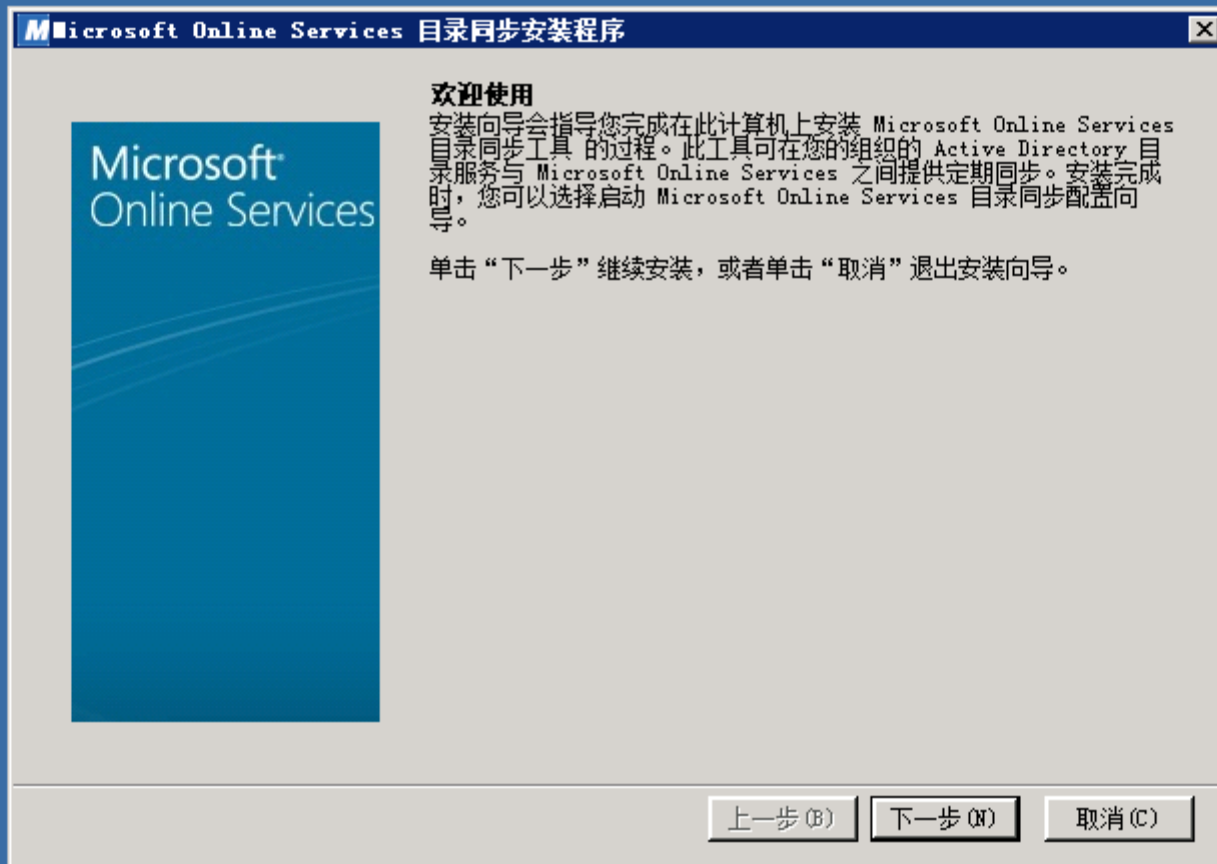 Microsoft Online Services 目录同步安装程序
Microsoft
Online Services
欢迎使用
安装向导会指导您完成在此计算机上安装 Microsoft Online Services
目录同步工具 的过程。此工具可在您的组织的 Active Directory 目
录服务与 Microsoft Online Services 之间提供定期同步。安装完成
时，您可以选择启动 Microsoft Online Services 目录同步配置向
导。
单击“下一步”继续安装，或者单击“取消”退出安装向导。
上一步(B)
下一步(N)
取消(C)